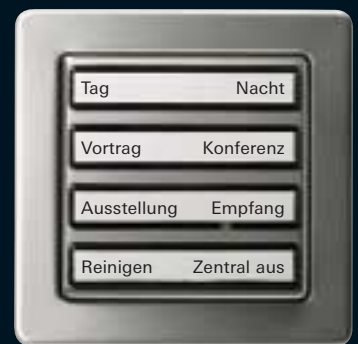 Tag Nacht
Vortrag Konferenz
Ausstellung Empfang
Reinigen Zentral aus